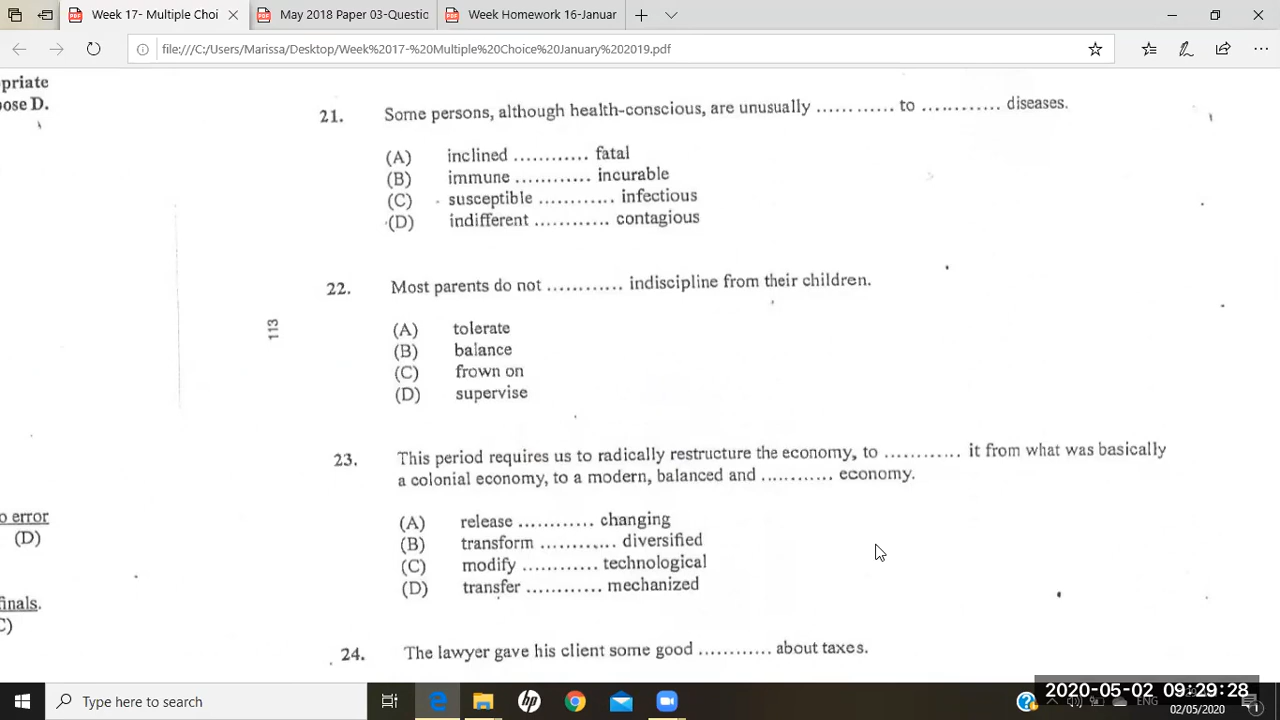 Week 17- Multiple Choi
May 2018 Paper 03-Questic
Week Homework 16-Januar
file:///C:/Users/Marissa/Desktop/Week%2017-%20Multiple%20Choice%20January%202019.pdf
priate
ose D.
21. Some persons, although health-conscious, are unusually ………… to ………… diseases.
(A) inclined ………… fatal
(B) immune ………… incurable
(C) susceptible ………… infectious
(D) indifferent ………… contagious
22. Most parents do not ………… indiscipline from their children.
113
(A) tolerate
(B) balance
(C) frown on
(D) supervise
23. This period requires us to radically restructure the economy, to ………… it from what was basically
a colonial economy, to a modern, balanced and ………… economy.
o error
(D)
(A) release ………… changing
(B) transform ………… diversified
(C) modify ………… technological
(D) transfer ………… mechanized
finals.
C)
24. The lawyer gave his client some good ………… about taxes.
Type here to search
hp
ENG
2020-05-02 09:29:28
02/05/2020